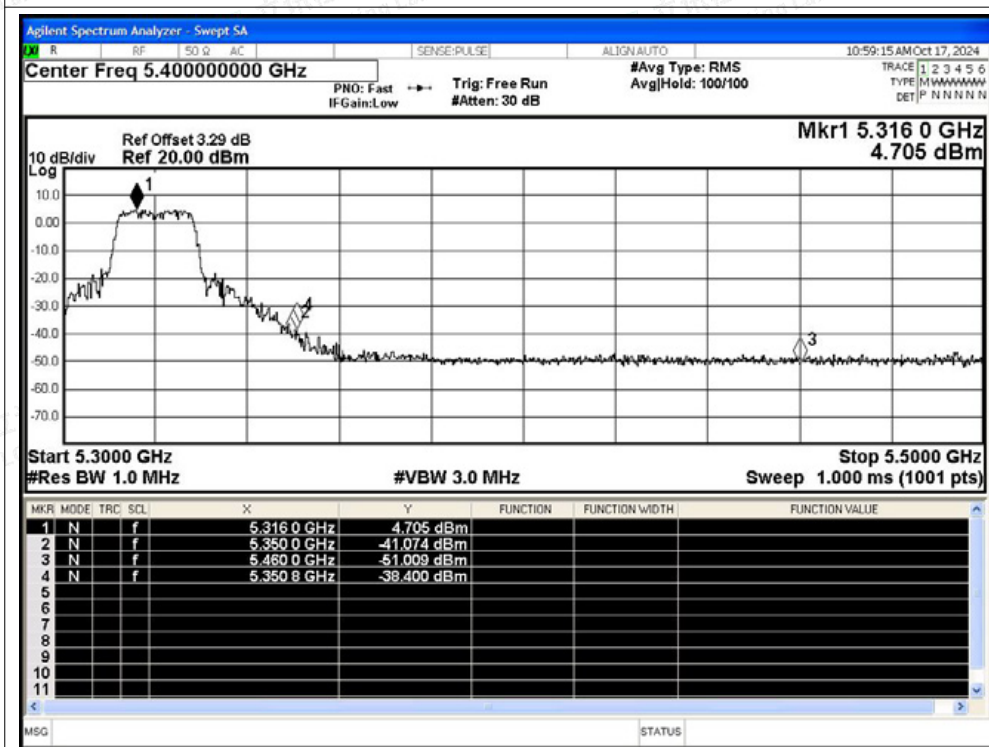 Agilent Spectrum Analyzer - Swept SA
R RF 50 Ω AC SENSE:PULSE ALIGN AUTO 10:59:15 AM Oct 17, 2024
Center Freq 5.400000000 GHz #Avg Type: RMS TRACE 1 2 3 4 5 6
PNO: Fast Trig: Free Run Avg|Hold: 100/100 TYPE M WWWWW
IFGain:Low #Atten: 30 dB DET P N N N N N
Mkr1 5.316 0 GHz
Ref Offset 3.29 dB
10 dB/div Ref 20.00 dBm 4.705 dBm
Log
1
10.0
0.00
-10.0
-20.0
-30.0
4
2
-40.0
3
-50.0
-60.0
-70.0
Start 5.3000 GHz Stop 5.5000 GHz
#Res BW 1.0 MHz #VBW 3.0 MHz Sweep 1.000 ms (1001 pts)
MKR MODE TRC SCL X Y FUNCTION FUNCTION WIDTH FUNCTION VALUE
1 N f 5.316 0 GHz 4.705 dBm
2 N f 5.350 0 GHz -41.074 dBm
3 N f 5.460 0 GHz -51.009 dBm
4 N f 5.350 8 GHz -38.400 dBm
5
6
7
8
9
10
11
MSG STATUS